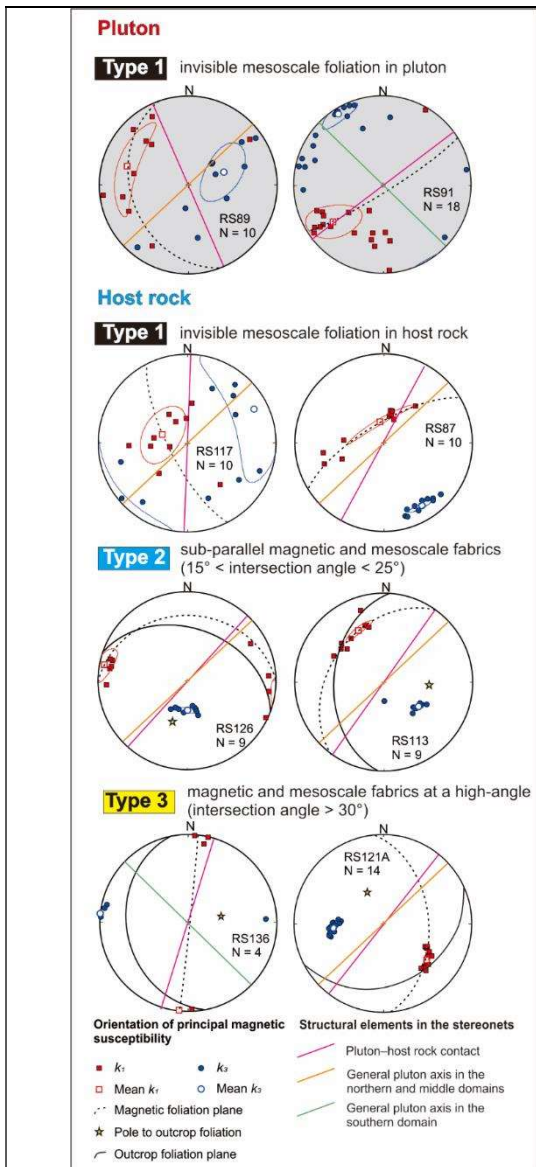 Pluton
Type 1 invisible mesoscale foliation in pluton
N
N
RS89
N = 10
RS91
N = 18
Host rock
Type 1 invisible mesoscale foliation in host rock
N
N
RS117
N = 10
RS87
N = 10
Type 2 sub-parallel magnetic and mesoscale fabrics
(15° < intersection angle < 25°)
N
N
RS126
N = 9
RS113
N = 9
Type 3 magnetic and mesoscale fabrics at a high-angle
(intersection angle > 30°)
N
N
RS136
N = 4
RS121A
N = 14
Orientation of principal magnetic
susceptibility
k₁
k₃
Mean k₁
Mean k₃
Magnetic foliation plane
Pole to outcrop foliation
Outcrop foliation plane
Structural elements in the stereonets
Pluton–host rock contact
General pluton axis in the
northern and middle domains
General pluton axis in the
southern domain